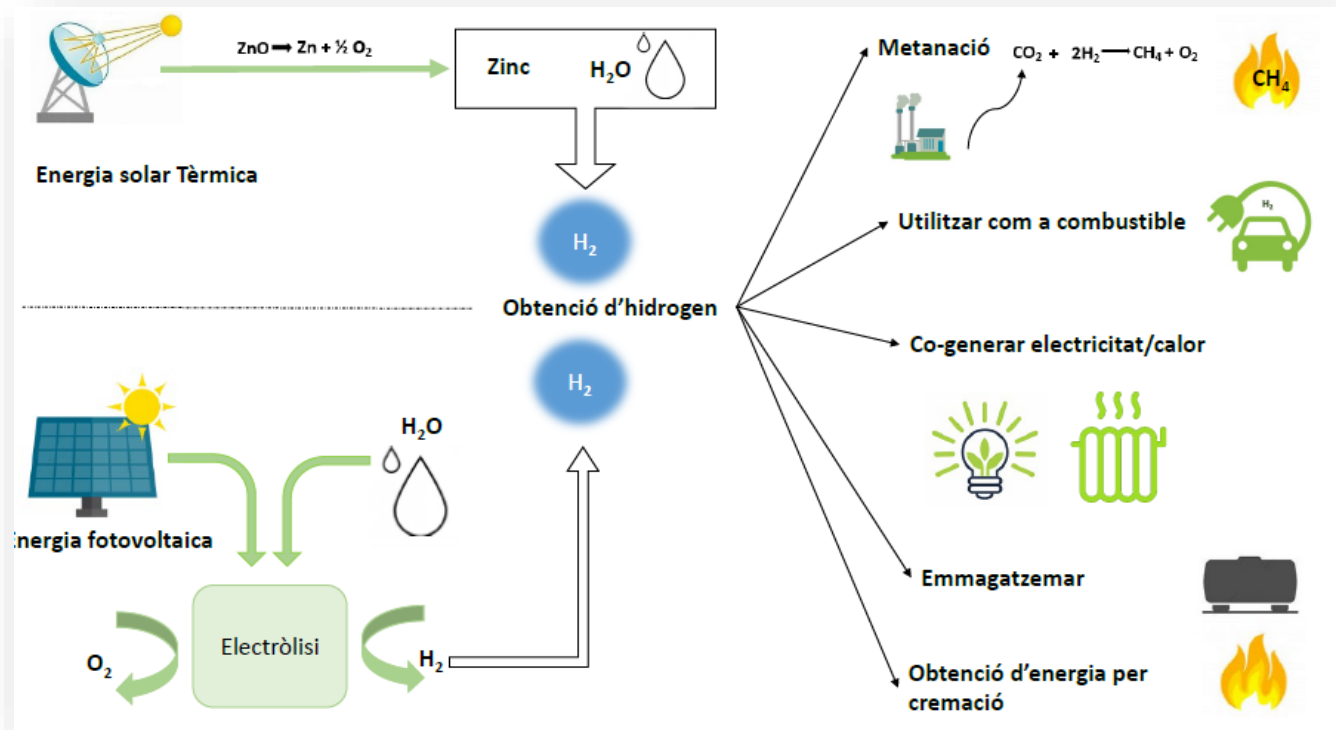 ZnO ➞ Zn + ½ O₂
Zinc
H₂O
Energia solar Tèrmica
H₂
Obtenció d’hidrogen
H₂
H₂O
nergia fotovoltaica
Electròlisi
O₂
H₂
Metanació
CO₂ + 2H₂ ⟶ CH₄ + O₂
CH₄
Utilitzar com a combustible
H₂
Co-generar electricitat/calor
Emmagatzemar
Obtenció d’energia per
cremació